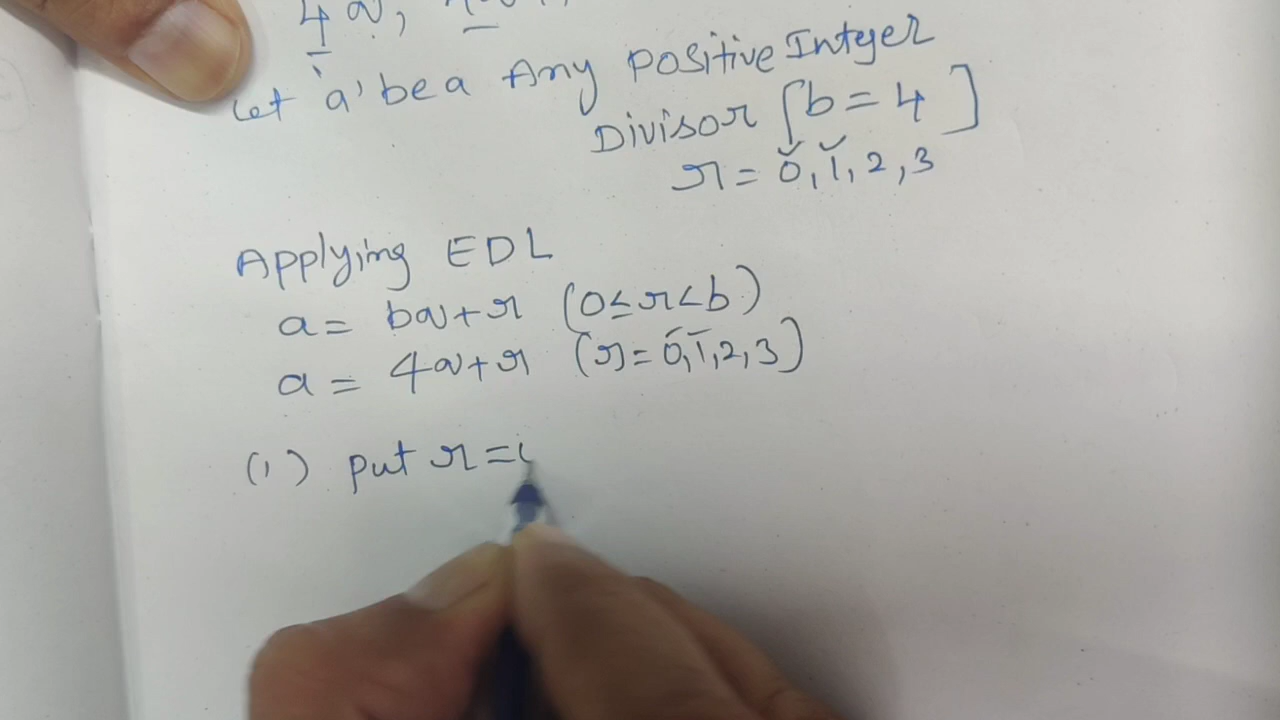 4q,
Let 'a' be a Any Positive Integer
Divisor [b = 4]
r = 0, 1, 2, 3
Applying EDL
a = bq + r (0 ≤ r < b)
a = 4q + r (r = 0, 1, 2, 3)
(1) put r =